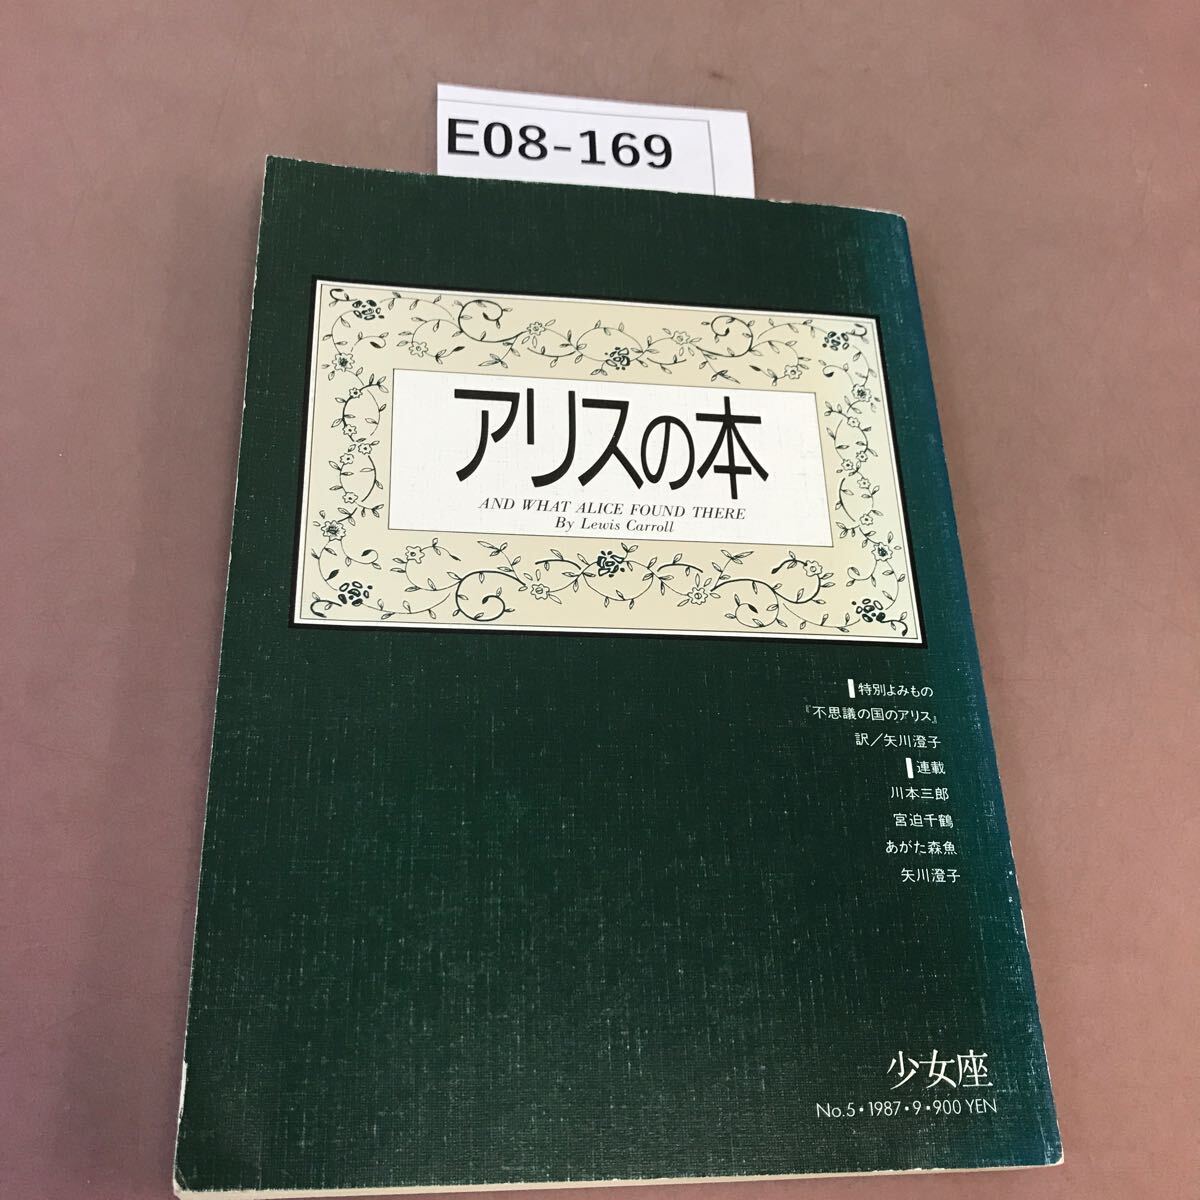 E08-169
アリスの本
AND WHAT ALICE FOUND THERE
By Lewis Carroll
特別よみもの
『不思議の国のアリス』
訳／矢川澄子
連載
川本三郎
宮迫千鶴
あがた森魚
矢川澄子
少女座
No.5・1987・9・900 YEN